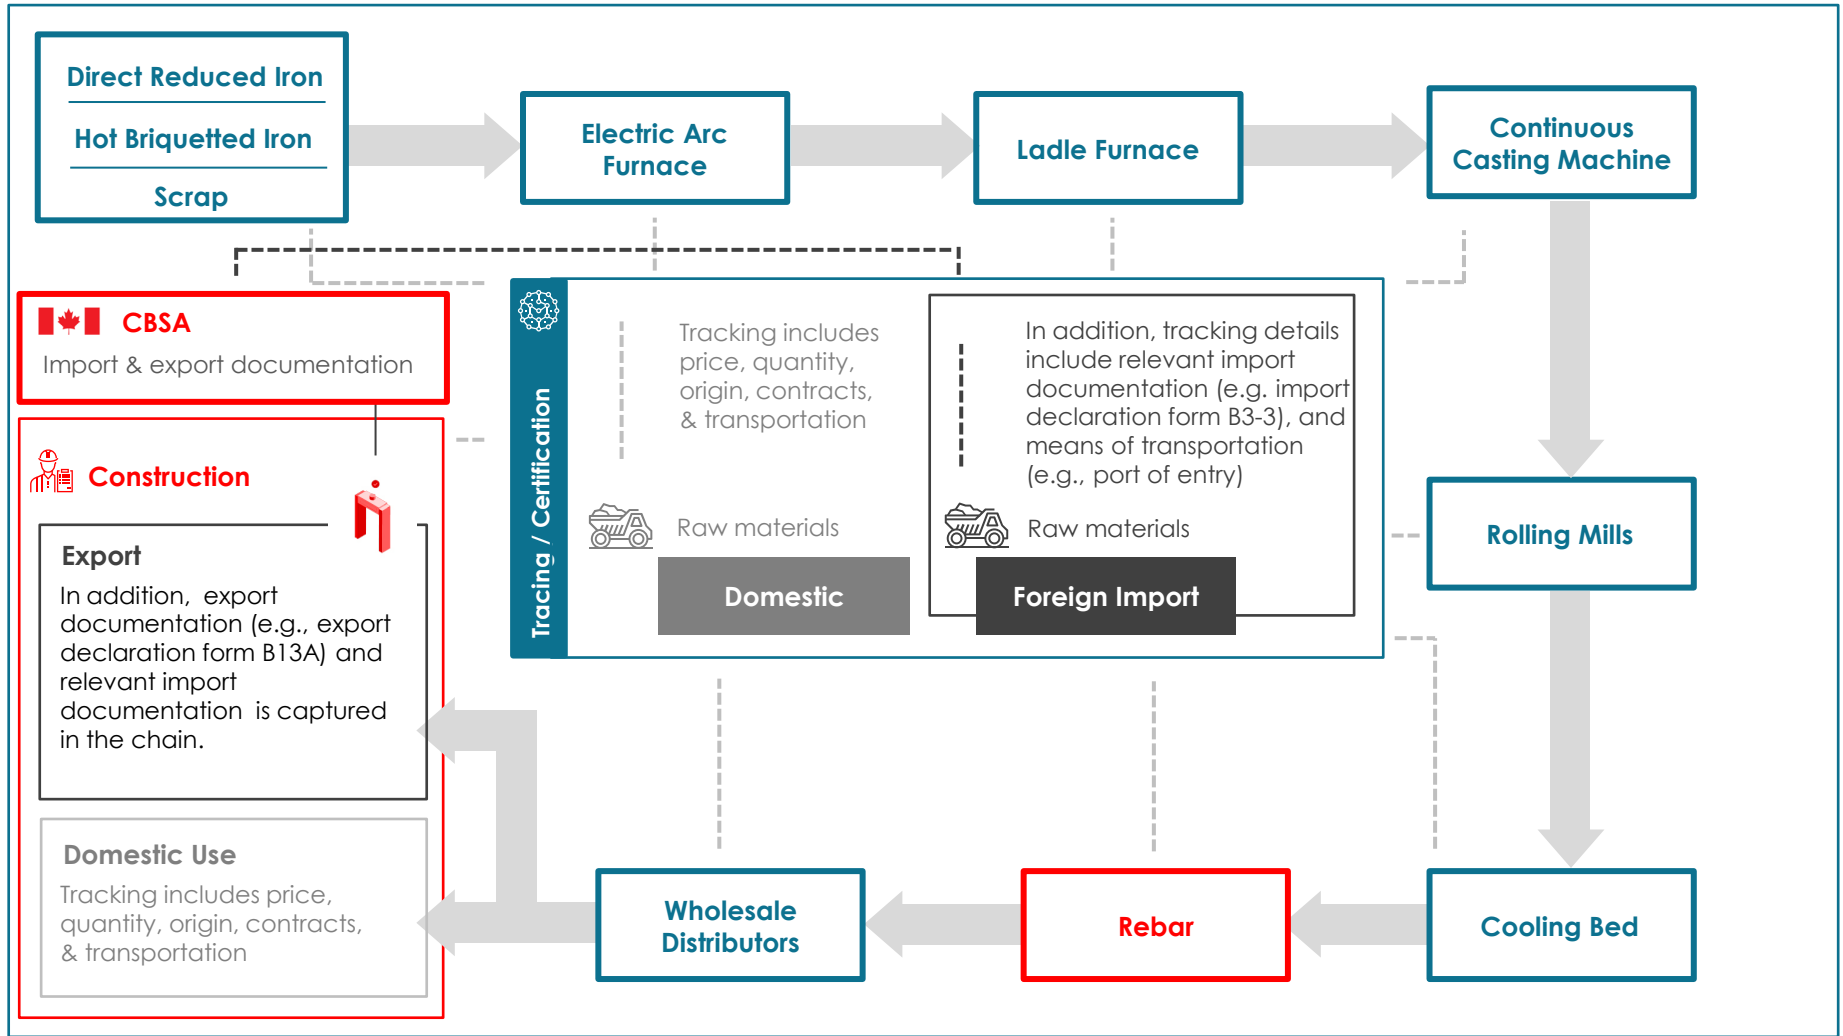 Direct Reduced Iron
Hot Briquetted Iron
Scrap
Electric Arc
Furnace
Ladle Furnace
Continuous
Casting Machine
CBSA
Import & export documentation
Construction
Export
In addition, export
documentation (e.g., export
declaration form B13A) and
relevant import
documentation is captured
in the chain.
Domestic Use
Tracking includes price,
quantity, origin, contracts,
& transportation
Tracing / Certification
Tracking includes
price, quantity,
origin, contracts,
& transportation
Raw materials
Domestic
In addition, tracking details
include relevant import
documentation (e.g. import
declaration form B3-3), and
means of transportation
(e.g., port of entry)
Raw materials
Foreign Import
Rolling Mills
Wholesale
Distributors
Rebar
Cooling Bed